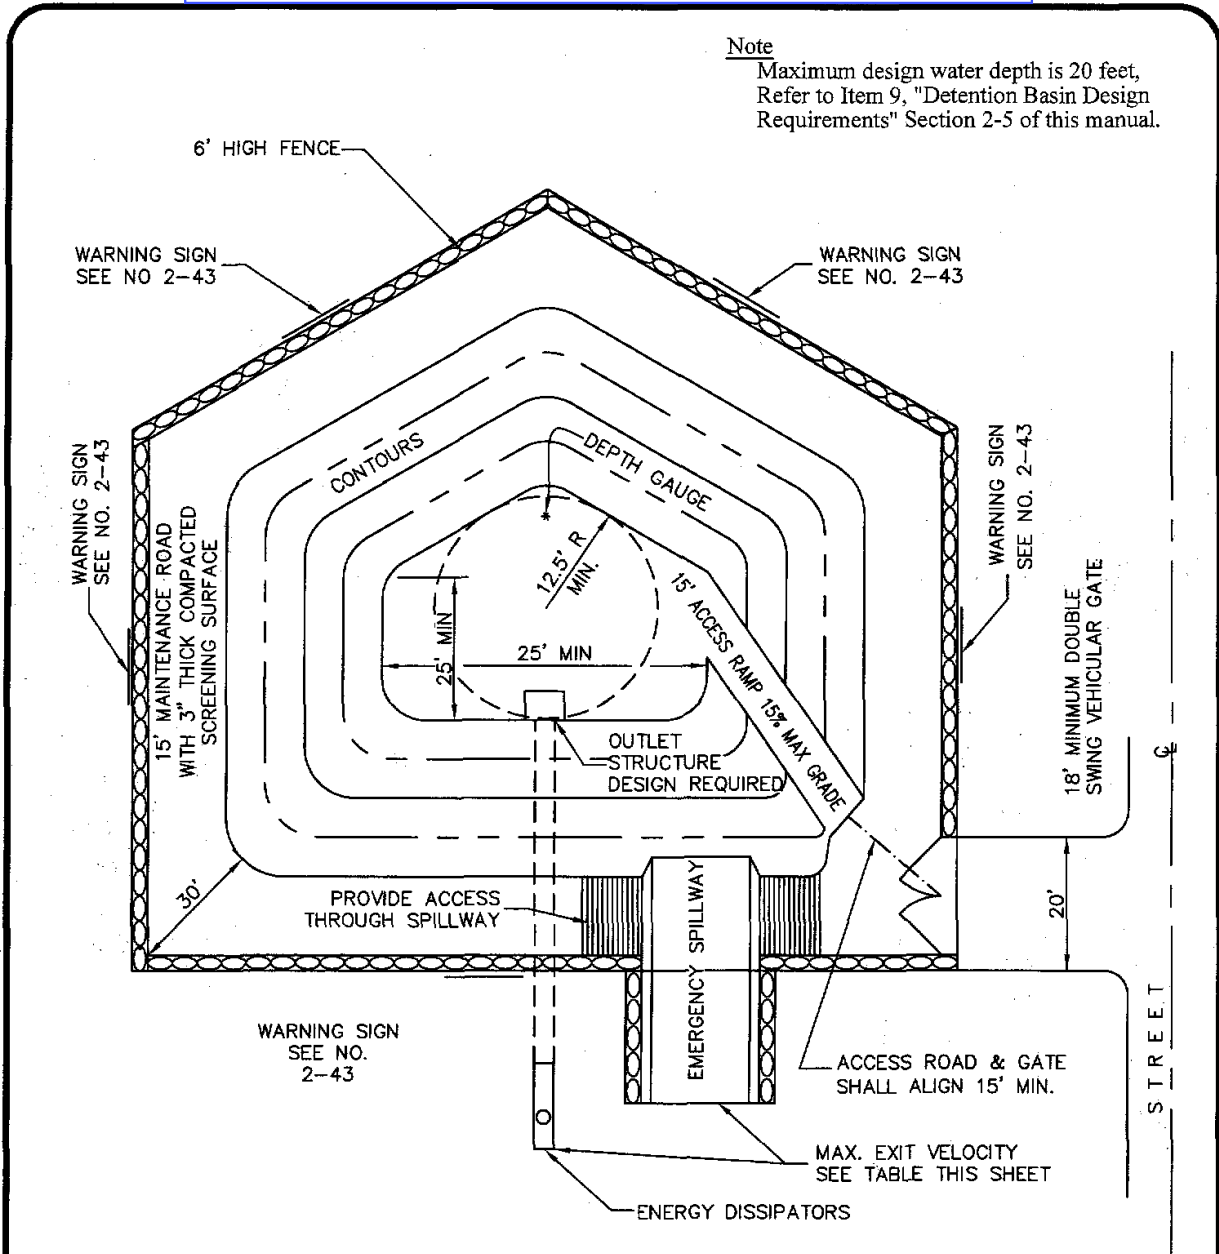 Note
Maximum design water depth is 20 feet,
Refer to Item 9, "Detention Basin Design
Requirements" Section 2-5 of this manual.
6' HIGH FENCE
WARNING SIGN
SEE NO 2-43
WARNING SIGN
SEE NO. 2-43
WARNING SIGN
SEE NO. 2-43
WARNING SIGN
SEE NO. 2-43
CONTOURS
DEPTH GAUGE
15' MAINTENANCE ROAD
WITH 3" THICK COMPACTED
SCREENING SURFACE
12.5' R
MIN.
25' MIN
25' MIN
15' ACCESS RAMP 15% MAX GRADE
18' MINIMUM DOUBLE
SWING VEHICULAR GATE
OUTLET
STRUCTURE
DESIGN REQUIRED
30'
PROVIDE ACCESS
THROUGH SPILLWAY
EMERGENCY SPILLWAY
20'
STREET
WARNING SIGN
SEE NO.
2-43
ACCESS ROAD & GATE
SHALL ALIGN 15' MIN.
MAX. EXIT VELOCITY
SEE TABLE THIS SHEET
ENERGY DISSIPATORS